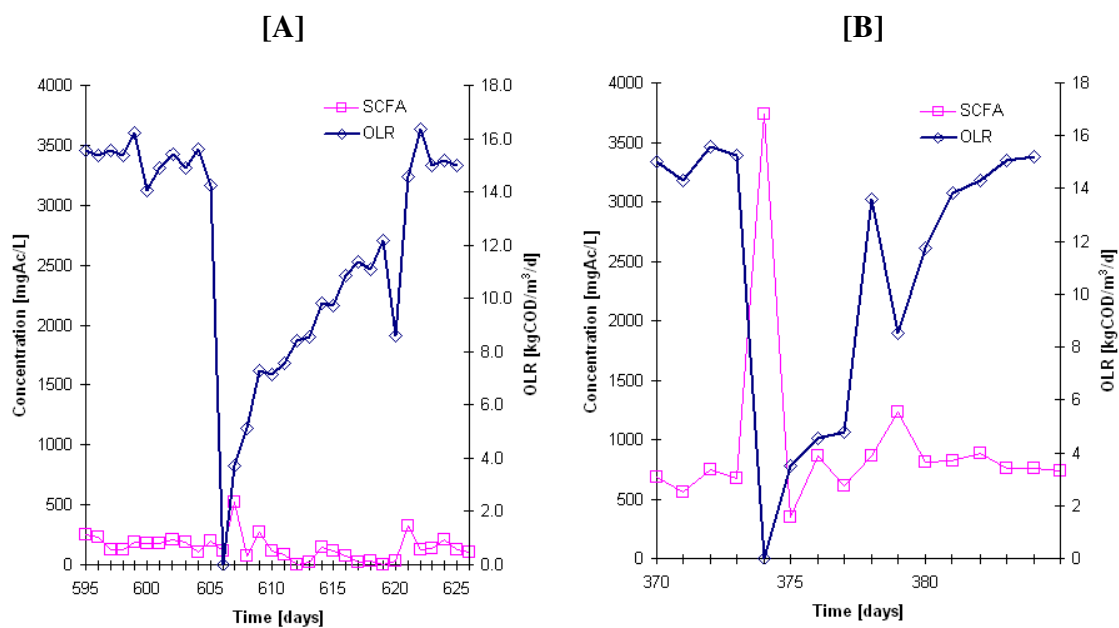 [A]
[B]
4000
3500
3000
2500
2000
1500
1000
500
0
Concentration [mgAc/L]
18.0
16.0
14.0
12.0
10.0
8.0
6.0
4.0
2.0
0.0
OLR [kgCOD/m³/d]
SCFA
OLR
595 600 605 610 615 620 625
Time [days]
4000
3500
3000
2500
2000
1500
1000
500
0
Concentration [mgAc/L]
18
16
14
12
10
8
6
4
2
0
OLR [kgCOD/m³/d]
SCFA
OLR
370 375 380
Time [days]